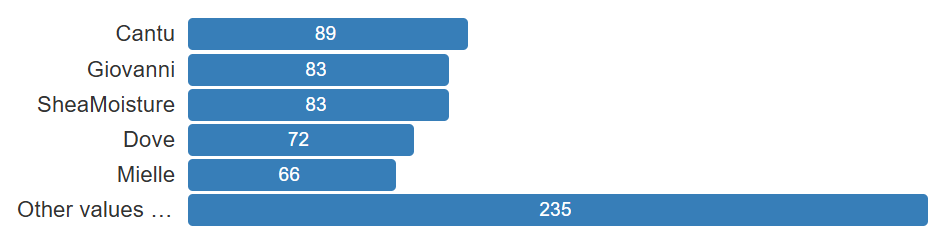 Cantu 89
Giovanni 83
SheaMoisture 83
Dove 72
Mielle 66
Other values … 235